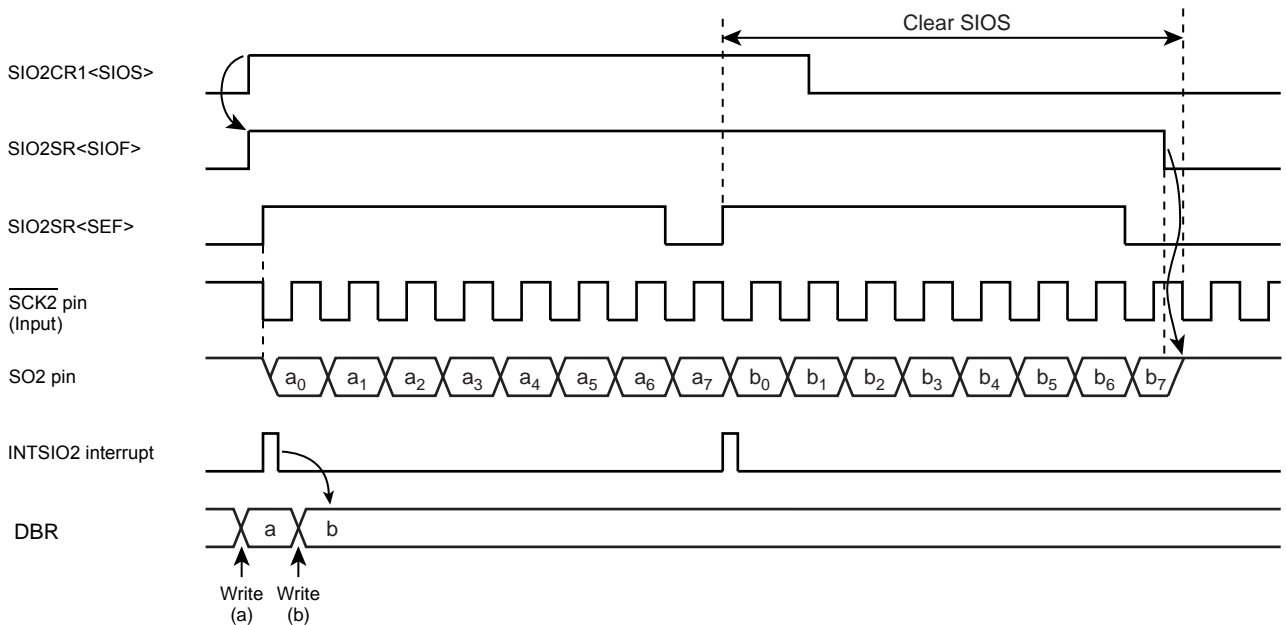 Clear SIOS
SIO2CR1<SIOS>
SIO2SR<SIOF>
SIO2SR<SEF>
SCK2 pin
(Input)
SO2 pin
a0 a1 a2 a3 a4 a5 a6 a7 b0 b1 b2 b3 b4 b5 b6 b7
INTSIO2 interrupt
DBR
a b
Write Write
(a) (b)